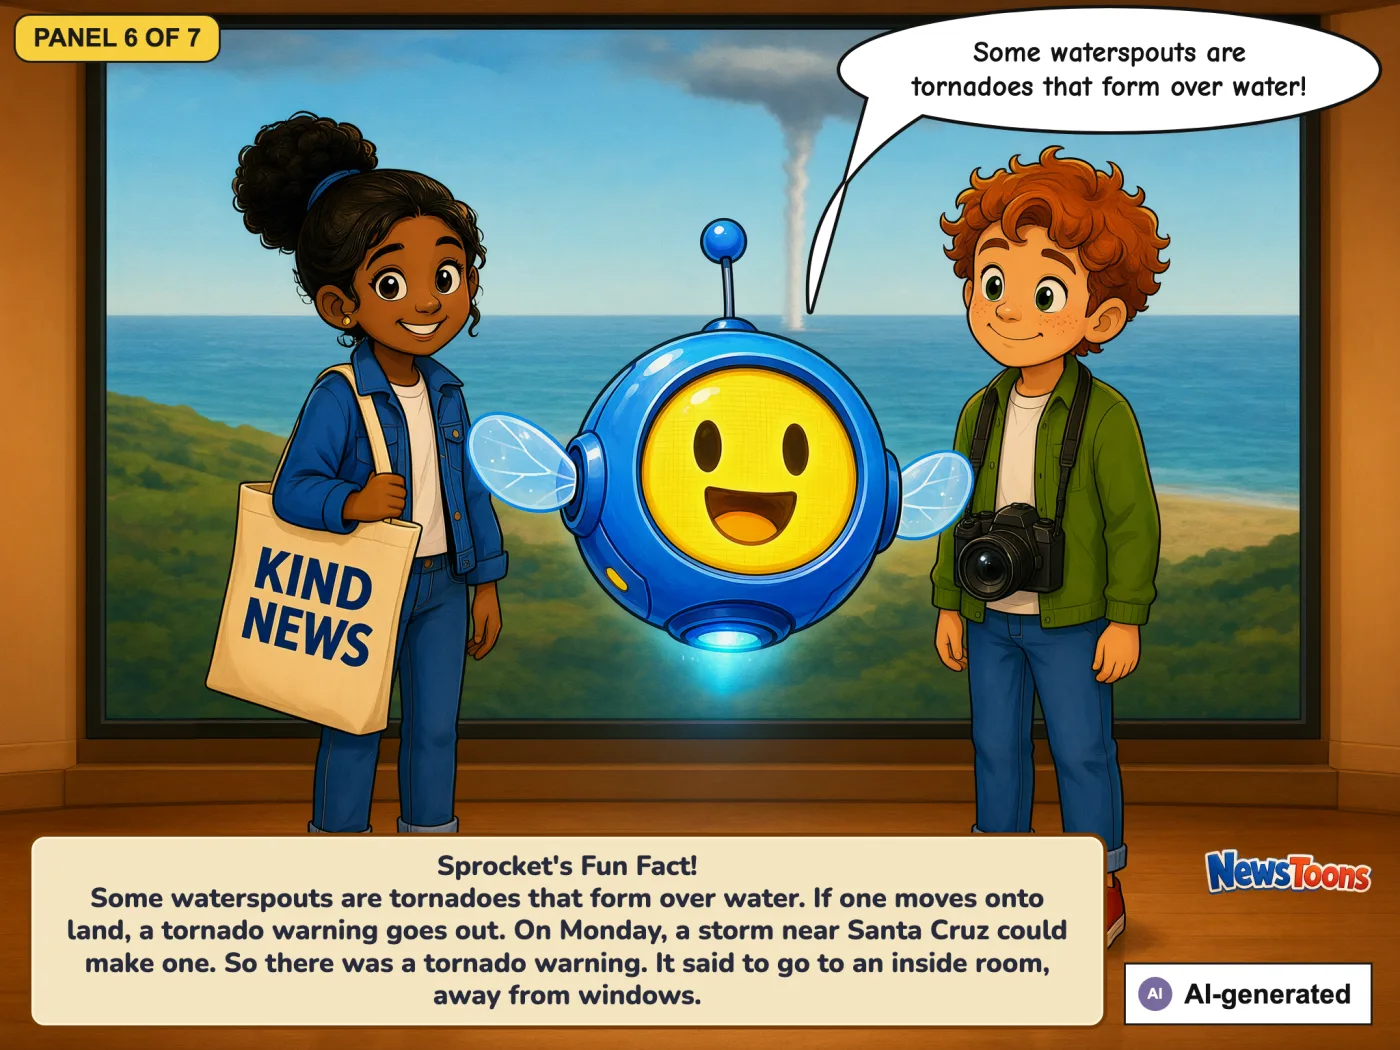 PANEL 6 OF 7
Some waterspouts are
tornadoes that form over water!
KIND
NEWS
Sprocket's Fun Fact!
Some waterspouts are tornadoes that form over water. If one moves onto
land, a tornado warning goes out. On Monday, a storm near Santa Cruz could
make one. So there was a tornado warning. It said to go to an inside room,
away from windows.
NewsToons
AI AI-generated